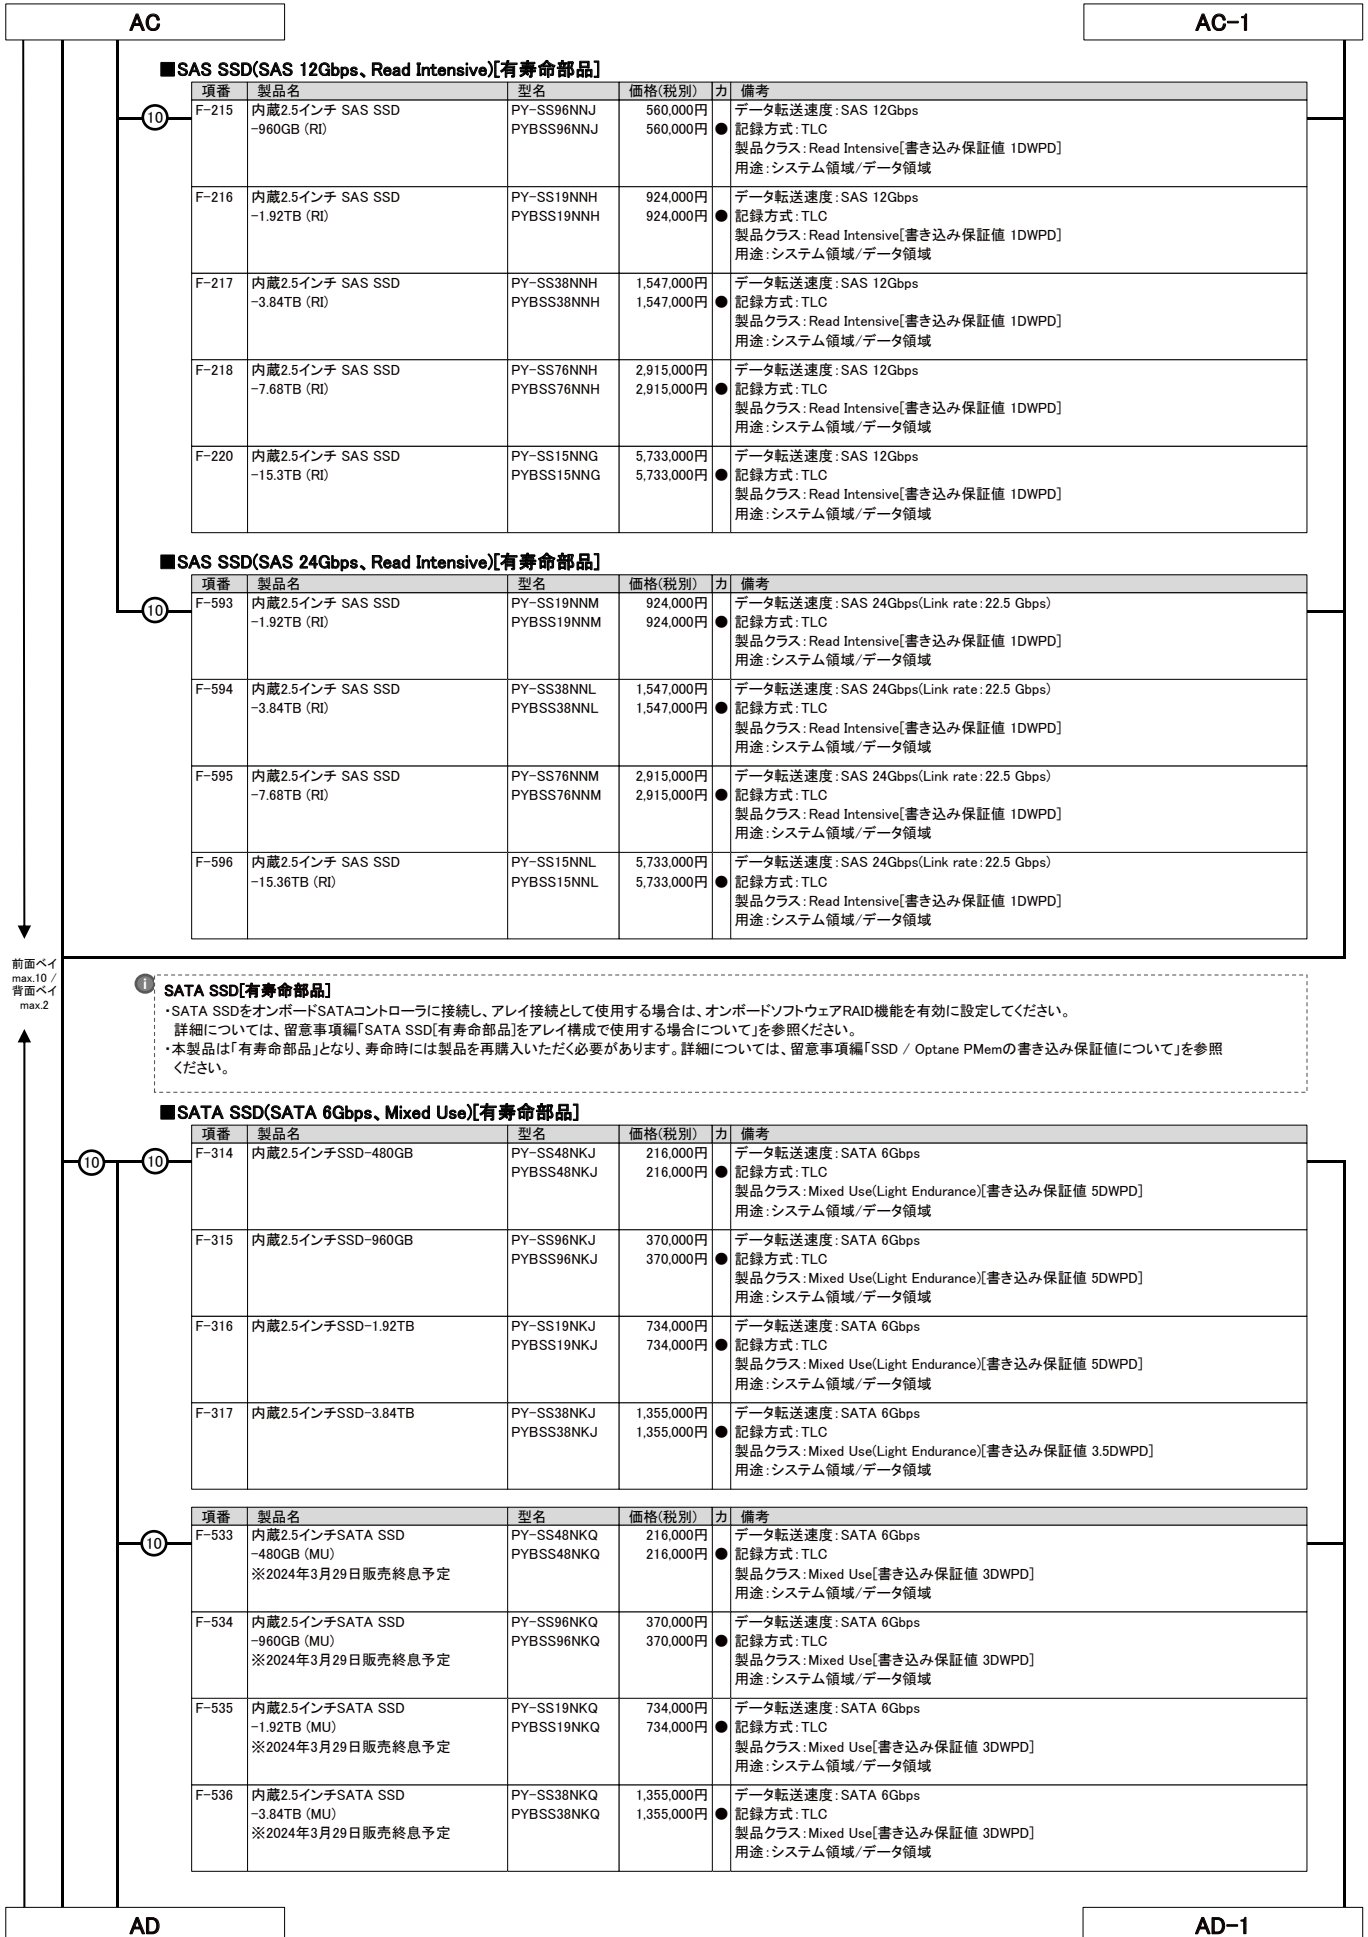 AC
AC-1
■SAS SSD(SAS 12Gbps、Read Intensive)[有寿命部品]
項番 製品名 型名 価格(税別) カ 備考
⑩ F-215 内蔵2.5インチ SAS SSD PY-SS96NNJ 560,000円 データ転送速度:SAS 12Gbps
-960GB (RI) PYBSS96NNJ 560,000円 ● 記録方式:TLC
製品クラス:Read Intensive[書き込み保証値 1DWPD]
用途:システム領域/データ領域
F-216 内蔵2.5インチ SAS SSD PY-SS19NNH 924,000円 データ転送速度:SAS 12Gbps
-1.92TB (RI) PYBSS19NNH 924,000円 ● 記録方式:TLC
製品クラス:Read Intensive[書き込み保証値 1DWPD]
用途:システム領域/データ領域
F-217 内蔵2.5インチ SAS SSD PY-SS38NNH 1,547,000円 データ転送速度:SAS 12Gbps
-3.84TB (RI) PYBSS38NNH 1,547,000円 ● 記録方式:TLC
製品クラス:Read Intensive[書き込み保証値 1DWPD]
用途:システム領域/データ領域
F-218 内蔵2.5インチ SAS SSD PY-SS76NNH 2,915,000円 データ転送速度:SAS 12Gbps
-7.68TB (RI) PYBSS76NNH 2,915,000円 ● 記録方式:TLC
製品クラス:Read Intensive[書き込み保証値 1DWPD]
用途:システム領域/データ領域
F-220 内蔵2.5インチ SAS SSD PY-SS15NNG 5,733,000円 データ転送速度:SAS 12Gbps
-15.3TB (RI) PYBSS15NNG 5,733,000円 ● 記録方式:TLC
製品クラス:Read Intensive[書き込み保証値 1DWPD]
用途:システム領域/データ領域
■SAS SSD(SAS 24Gbps、Read Intensive)[有寿命部品]
項番 製品名 型名 価格(税別) カ 備考
⑩ F-593 内蔵2.5インチ SAS SSD PY-SS19NNM 924,000円 データ転送速度:SAS 24Gbps(Link rate:22.5 Gbps)
-1.92TB (RI) PYBSS19NNM 924,000円 ● 記録方式:TLC
製品クラス:Read Intensive[書き込み保証値 1DWPD]
用途:システム領域/データ領域
F-594 内蔵2.5インチ SAS SSD PY-SS38NNL 1,547,000円 データ転送速度:SAS 24Gbps(Link rate:22.5 Gbps)
-3.84TB (RI) PYBSS38NNL 1,547,000円 ● 記録方式:TLC
製品クラス:Read Intensive[書き込み保証値 1DWPD]
用途:システム領域/データ領域
F-595 内蔵2.5インチ SAS SSD PY-SS76NNM 2,915,000円 データ転送速度:SAS 24Gbps(Link rate:22.5 Gbps)
-7.68TB (RI) PYBSS76NNM 2,915,000円 ● 記録方式:TLC
製品クラス:Read Intensive[書き込み保証値 1DWPD]
用途:システム領域/データ領域
F-596 内蔵2.5インチ SAS SSD PY-SS15NNL 5,733,000円 データ転送速度:SAS 24Gbps(Link rate:22.5 Gbps)
-15.36TB (RI) PYBSS15NNL 5,733,000円 ● 記録方式:TLC
製品クラス:Read Intensive[書き込み保証値 1DWPD]
用途:システム領域/データ領域
前面ベイ
max.10 /
背面ベイ
max.2
i
SATA SSD[有寿命部品]
・SATA SSDをオンボードSATAコントローラに接続し、アレイ接続として使用する場合は、オンボードソフトウェアRAID機能を有効に設定してください。
詳細については、留意事項編「SATA SSD[有寿命部品]をアレイ構成で使用する場合について」を参照ください。
・本製品は「有寿命部品」となり、寿命時には製品を再購入いただく必要があります。詳細については、留意事項編「SSD / Optane PMemの書き込み保証値について」を参照
ください。
■SATA SSD(SATA 6Gbps、Mixed Use)[有寿命部品]
項番 製品名 型名 価格(税別) カ 備考
⑩ ⑩ F-314 内蔵2.5インチSSD-480GB PY-SS48NKJ 216,000円 データ転送速度:SATA 6Gbps
PYBSS48NKJ 216,000円 ● 記録方式:TLC
製品クラス:Mixed Use(Light Endurance)[書き込み保証値 5DWPD]
用途:システム領域/データ領域
F-315 内蔵2.5インチSSD-960GB PY-SS96NKJ 370,000円 データ転送速度:SATA 6Gbps
PYBSS96NKJ 370,000円 ● 記録方式:TLC
製品クラス:Mixed Use(Light Endurance)[書き込み保証値 5DWPD]
用途:システム領域/データ領域
F-316 内蔵2.5インチSSD-1.92TB PY-SS19NKJ 734,000円 データ転送速度:SATA 6Gbps
PYBSS19NKJ 734,000円 ● 記録方式:TLC
製品クラス:Mixed Use(Light Endurance)[書き込み保証値 5DWPD]
用途:システム領域/データ領域
F-317 内蔵2.5インチSSD-3.84TB PY-SS38NKJ 1,355,000円 データ転送速度:SATA 6Gbps
PYBSS38NKJ 1,355,000円 ● 記録方式:TLC
製品クラス:Mixed Use(Light Endurance)[書き込み保証値 3.5DWPD]
用途:システム領域/データ領域
項番 製品名 型名 価格(税別) カ 備考
⑩ F-533 内蔵2.5インチSATA SSD PY-SS48NKQ 216,000円 データ転送速度:SATA 6Gbps
-480GB (MU) PYBSS48NKQ 216,000円 ● 記録方式:TLC
※2024年3月29日販売終息予定 製品クラス:Mixed Use[書き込み保証値 3DWPD]
用途:システム領域/データ領域
F-534 内蔵2.5インチSATA SSD PY-SS96NKQ 370,000円 データ転送速度:SATA 6Gbps
-960GB (MU) PYBSS96NKQ 370,000円 ● 記録方式:TLC
※2024年3月29日販売終息予定 製品クラス:Mixed Use[書き込み保証値 3DWPD]
用途:システム領域/データ領域
F-535 内蔵2.5インチSATA SSD PY-SS19NKQ 734,000円 データ転送速度:SATA 6Gbps
-1.92TB (MU) PYBSS19NKQ 734,000円 ● 記録方式:TLC
※2024年3月29日販売終息予定 製品クラス:Mixed Use[書き込み保証値 3DWPD]
用途:システム領域/データ領域
F-536 内蔵2.5インチSATA SSD PY-SS38NKQ 1,355,000円 データ転送速度:SATA 6Gbps
-3.84TB (MU) PYBSS38NKQ 1,355,000円 ● 記録方式:TLC
※2024年3月29日販売終息予定 製品クラス:Mixed Use[書き込み保証値 3DWPD]
用途:システム領域/データ領域
AD
AD-1